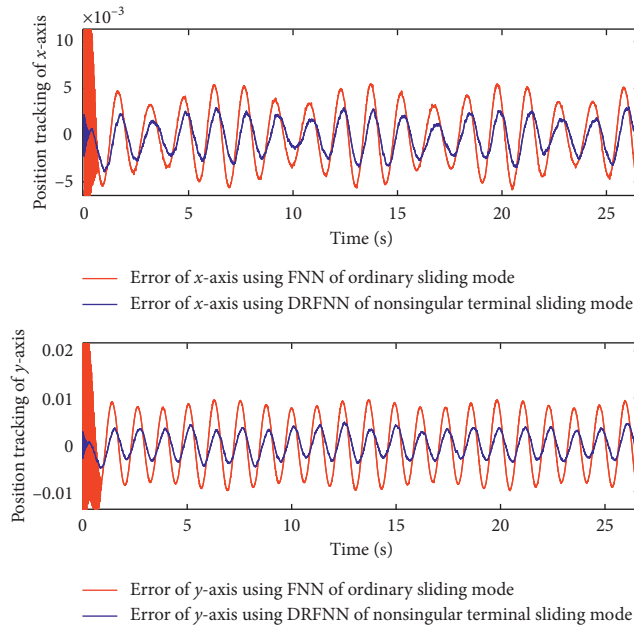 ×10⁻³
10
5
0
−5
Position tracking of x-axis
0 5 10 15 20 25
Time (s)
Error of x-axis using FNN of ordinary sliding mode
Error of x-axis using DRFNN of nonsingular terminal sliding mode
0.02
0.01
0
−0.01
Position tracking of y-axis
0 5 10 15 20 25
Time (s)
Error of y-axis using FNN of ordinary sliding mode
Error of y-axis using DRFNN of nonsingular terminal sliding mode